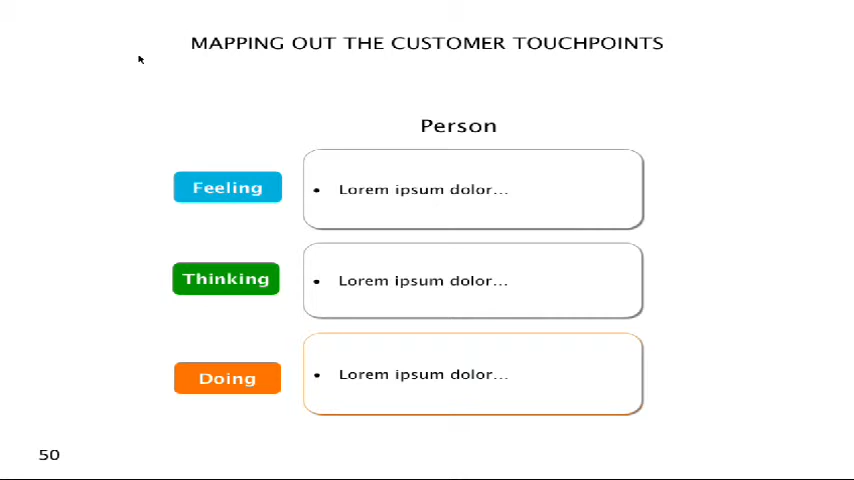 MAPPING OUT THE CUSTOMER TOUCHPOINTS
Person
Feeling
• Lorem ipsum dolor...
Thinking
• Lorem ipsum dolor...
Doing
• Lorem ipsum dolor...
50